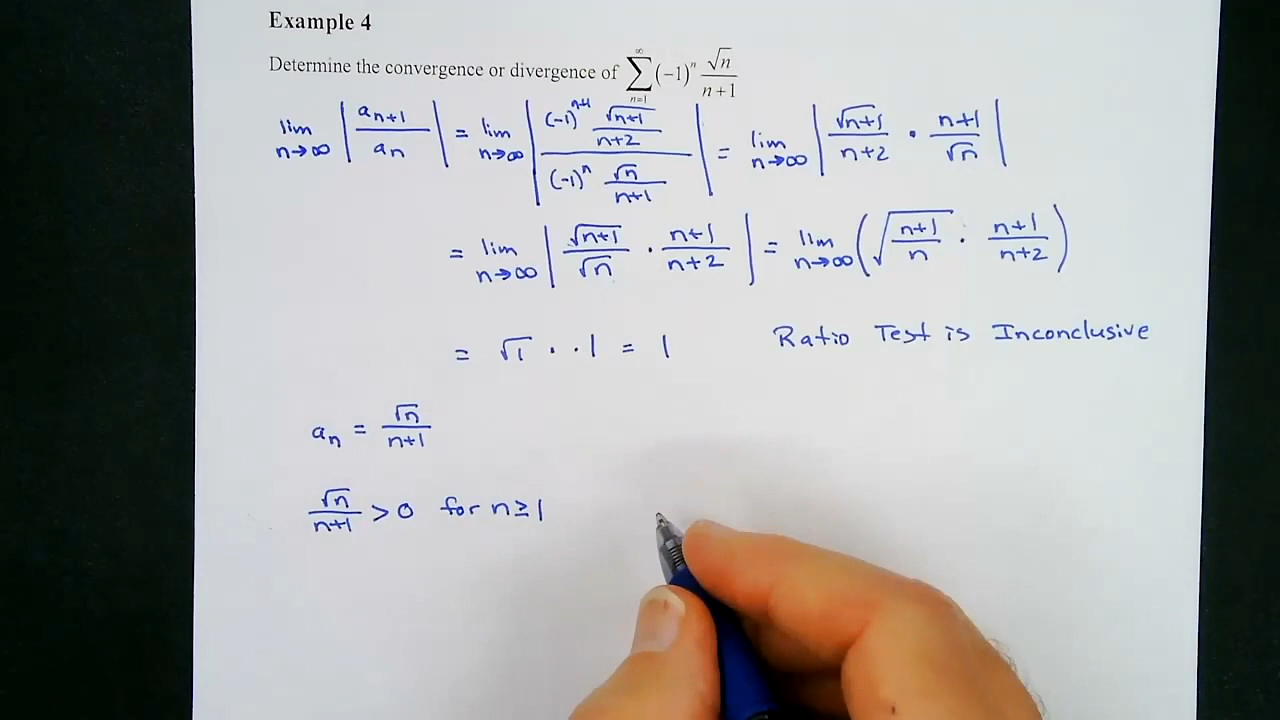 Example 4
Determine the convergence or divergence of ∑_{n=1}^{∞} (−1)^n √n/(n+1)
lim_{n→∞} |a_{n+1}/a_n| = lim_{n→∞} |((-1)^{n+1} √(n+1)/(n+2))/((-1)^n √n/(n+1))| = lim_{n→∞} |√(n+1)/(n+2) · (n+1)/√n|
= lim_{n→∞} |√(n+1)/√n · (n+1)/(n+2)| = lim_{n→∞} (√((n+1)/n) · (n+1)/(n+2))
= √1 · · 1 = 1 Ratio Test is Inconclusive
a_n = √n/(n+1)
√n/(n+1) > 0 for n ≥ 1